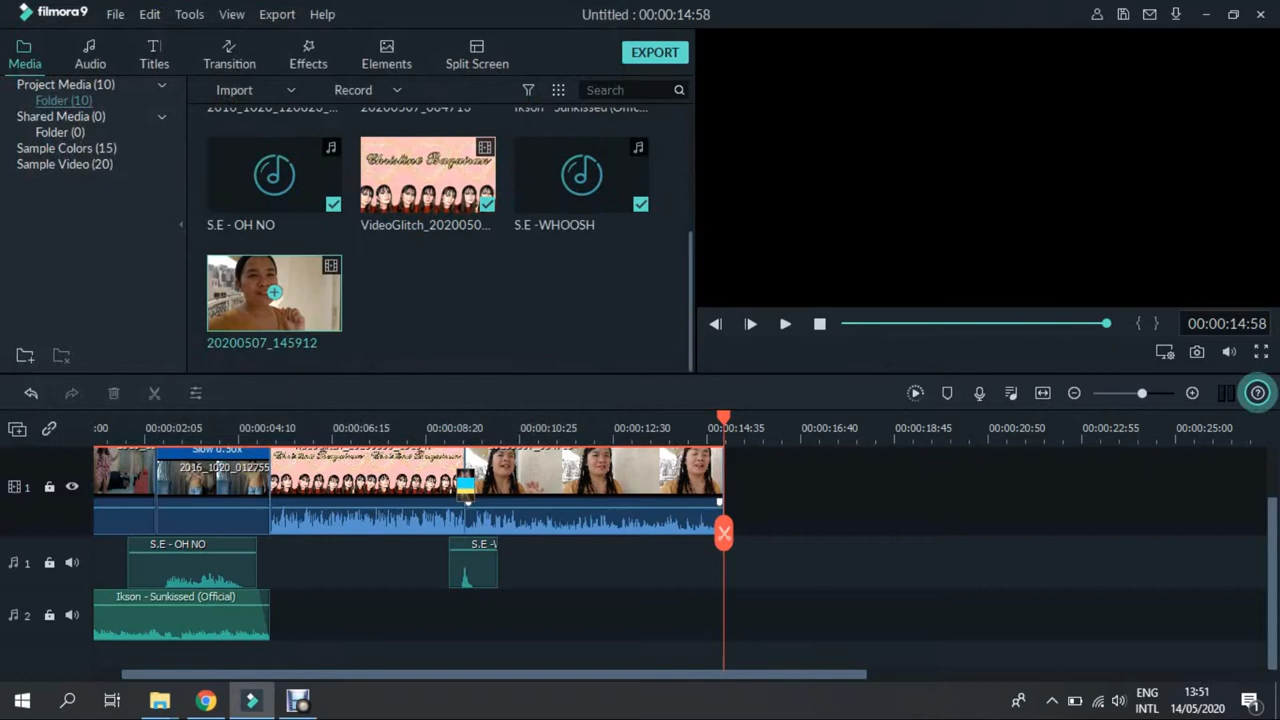 filmora9 File Edit Tools View Export Help Untitled : 00:00:14:58
Media Audio Titles Transition Effects Elements Split Screen EXPORT
Project Media (10)
Folder (10)
Shared Media (0)
Folder (0)
Sample Colors (15)
Sample Video (20)
Import Record Search
Christine Bagatran
S.E - OH NO VideoGlitch_2020050... S.E -WHOOSH
20200507_145912
00:00:14:58
:00 00:00:02:05 00:00:04:10 00:00:06:15 00:00:08:20 00:00:10:25 00:00:12:30 00:00:14:35 00:00:16:40 00:00:18:45 00:00:20:50 00:00:22:55 00:00:25:00
Slow 0.50x
2016_1020_012755
1
S.E - OH NO S.E -
1
Ikson - Sunkissed (Official)
2
ENG
INTL
13:51
14/05/2020
1